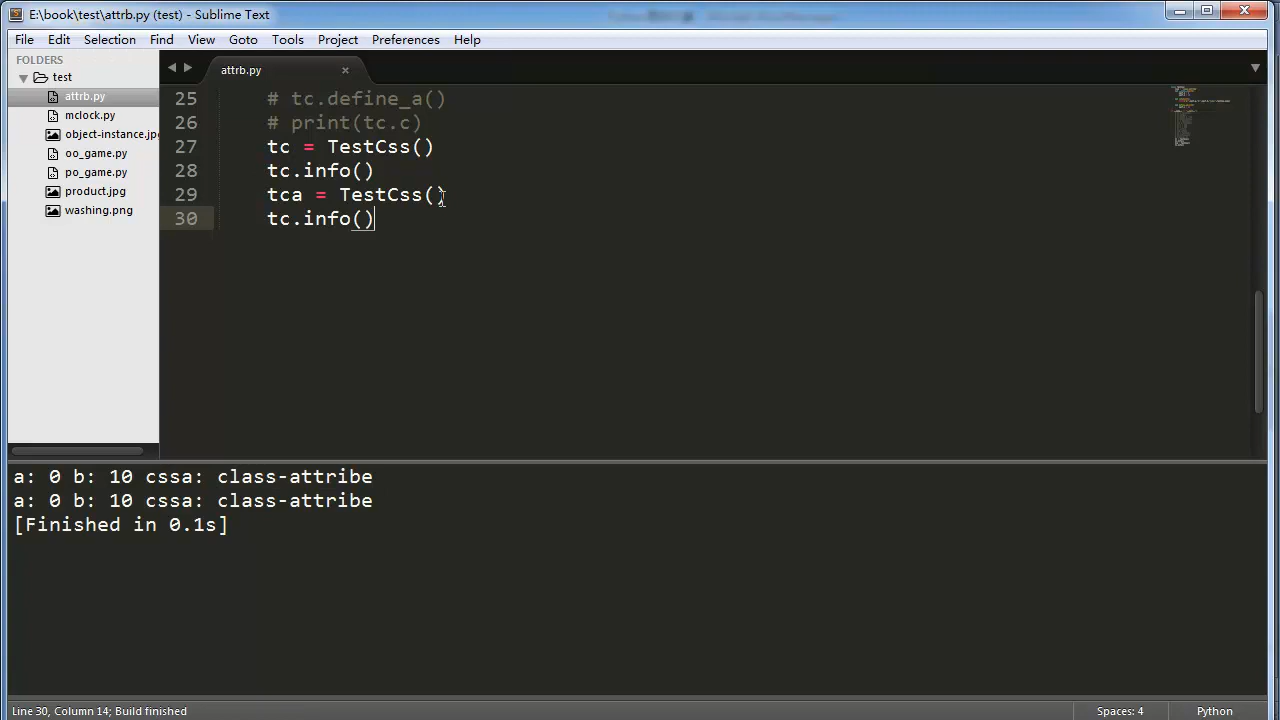 E:\book\test\attrb.py (test) - Sublime Text
File Edit Selection Find View Goto Tools Project Preferences Help
FOLDERS
test
attrb.py
mclock.py
object-instance.jp
oo_game.py
po_game.py
product.jpg
washing.png
attrb.py
25 # tc.define_a()
26 # print(tc.c)
27 tc = TestCss()
28 tc.info()
29 tca = TestCss()
30 tc.info()
a: 0 b: 10 cssa: class-attribe
a: 0 b: 10 cssa: class-attribe
[Finished in 0.1s]
Line 30, Column 14; Build finished
Spaces: 4
Python